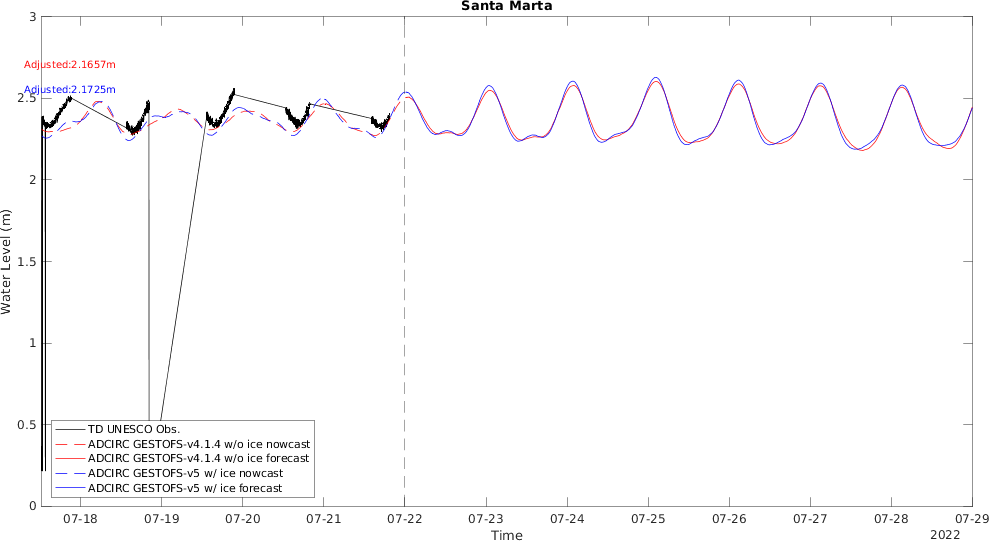 Santa Marta
Adjusted:2.1657m
Adjusted:2.1725m
3
2.5
2
1.5
1
0.5
0
Water Level (m)
TD UNESCO Obs.
ADCIRC GESTOFS-v4.1.4 w/o ice nowcast
ADCIRC GESTOFS-v4.1.4 w/o ice forecast
ADCIRC GESTOFS-v5 w/ ice nowcast
ADCIRC GESTOFS-v5 w/ ice forecast
07-18 07-19 07-20 07-21 07-22 07-23 07-24 07-25 07-26 07-27 07-28 07-29
Time
2022